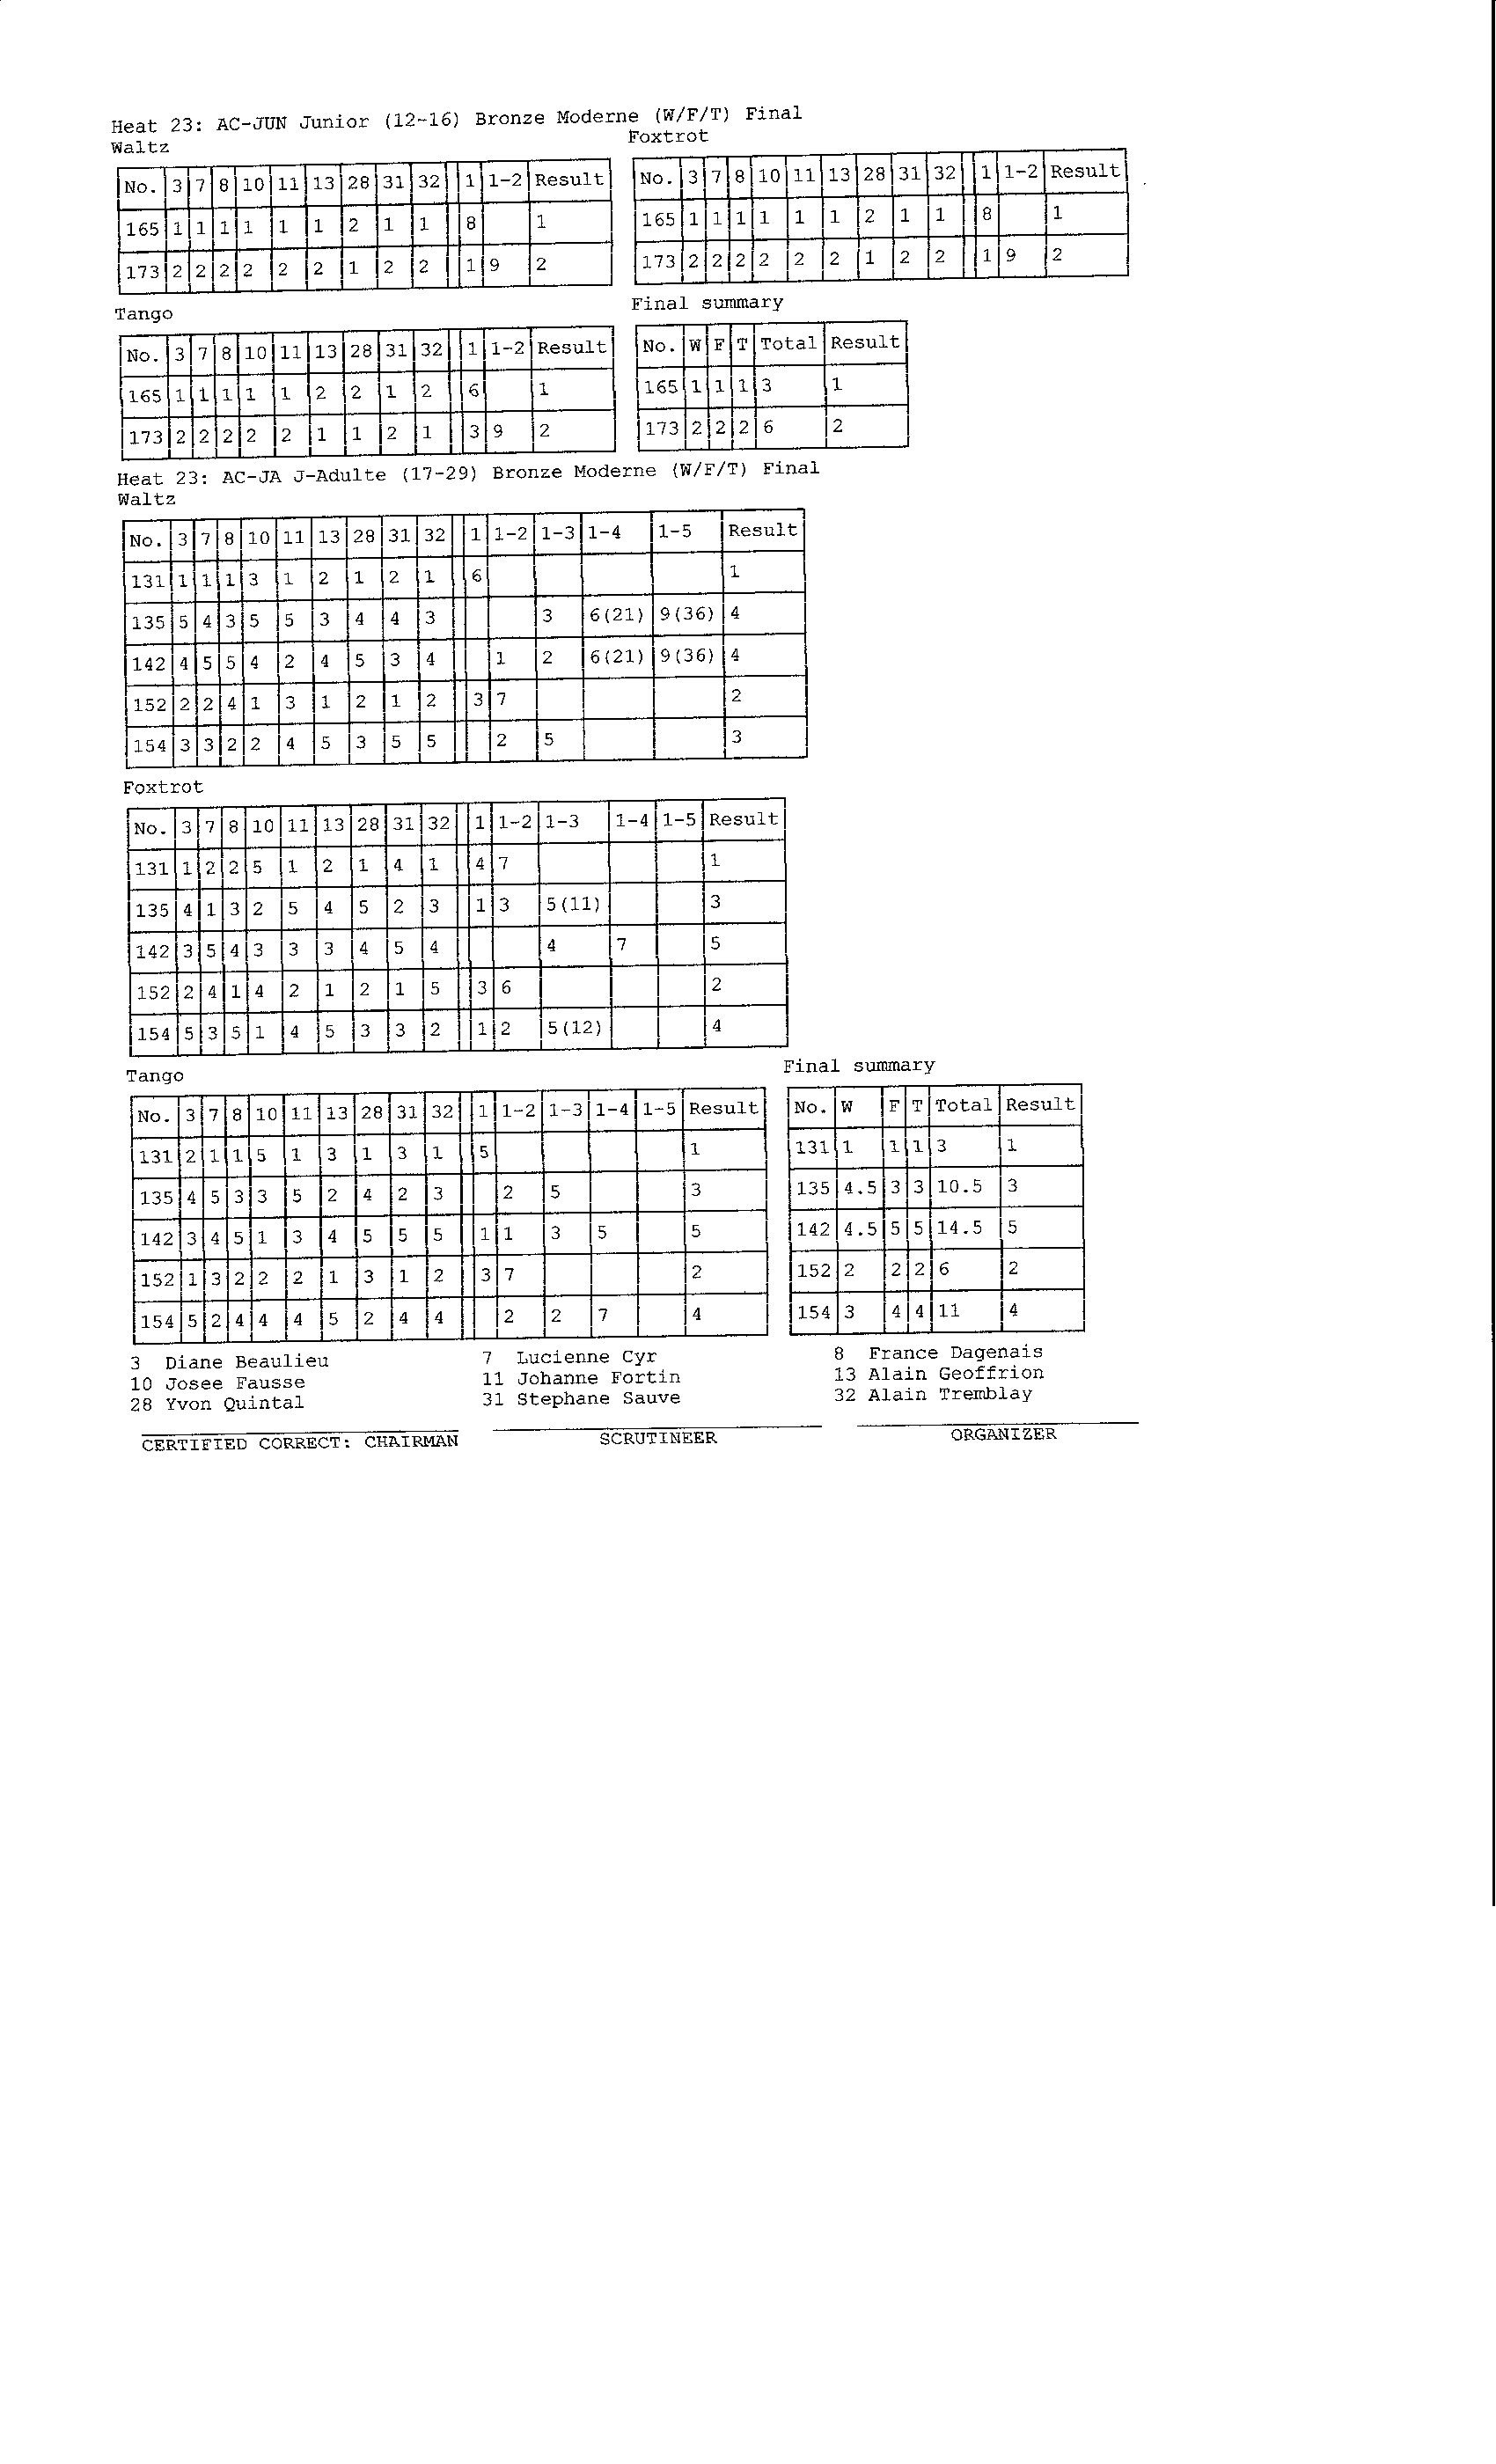 Heat 23: AC-JUN Junior (12-16) Bronze Moderne (W/F/T) Final
Waltz
No. 3 7 8 10 11 13 28 31 32 1 1-2 Result
165 1 1 1 1 1 1 2 1 1 8 1
173 2 2 2 2 2 2 1 2 2 1 9 2
Foxtrot
No. 3 7 8 10 11 13 28 31 32 1 1-2 Result
165 1 1 1 1 1 1 2 1 1 8 1
173 2 2 2 2 2 2 1 2 2 1 9 2
Tango
No. 3 7 8 10 11 13 28 31 32 1 1-2 Result
165 1 1 1 1 1 2 2 1 2 6 1
173 2 2 2 2 2 1 1 2 1 3 9 2
Final summary
No. W F T Total Result
165 1 1 1 3 1
173 2 2 2 6 2
Heat 23: AC-JA J-Adulte (17-29) Bronze Moderne (W/F/T) Final
Waltz
No. 3 7 8 10 11 13 28 31 32 1 1-2 1-3 1-4 1-5 Result
131 1 1 1 3 1 2 1 2 1 6 1
135 5 4 3 5 5 3 4 4 3 3 6(21) 9(36) 4
142 4 5 5 4 2 4 5 3 4 1 2 6(21) 9(36) 4
152 2 2 4 1 3 1 2 1 2 3 7 2
154 3 3 2 2 4 5 3 5 5 2 5 3
Foxtrot
No. 3 7 8 10 11 13 28 31 32 1 1-2 1-3 1-4 1-5 Result
131 1 2 2 5 1 2 1 4 1 4 7 1
135 4 1 3 2 5 4 5 2 3 1 3 5(11) 3
142 3 5 4 3 3 3 4 5 4 4 7 5
152 2 4 1 4 2 1 2 1 5 3 6 2
154 5 3 5 1 4 5 3 3 2 1 2 5(12) 4
Tango
No. 3 7 8 10 11 13 28 31 32 1 1-2 1-3 1-4 1-5 Result
131 2 1 1 5 1 3 1 3 1 5 1
135 4 5 3 3 5 2 4 2 3 2 5 3
142 3 4 5 1 3 4 5 5 5 1 1 3 5 5
152 1 3 2 2 2 1 3 1 2 3 7 2
154 5 2 4 4 4 5 2 4 4 2 2 7 4
Final summary
No. W F T Total Result
131 1 1 1 3 1
135 4.5 3 3 10.5 3
142 4.5 5 5 14.5 5
152 2 2 2 6 2
154 3 4 4 11 4
3 Diane Beaulieu 7 Lucienne Cyr 8 France Dagenais
10 Josee Fausse 11 Johanne Fortin 13 Alain Geoffrion
28 Yvon Quintal 31 Stephane Sauve 32 Alain Tremblay
CERTIFIED CORRECT: CHAIRMAN SCRUTINEER ORGANIZER